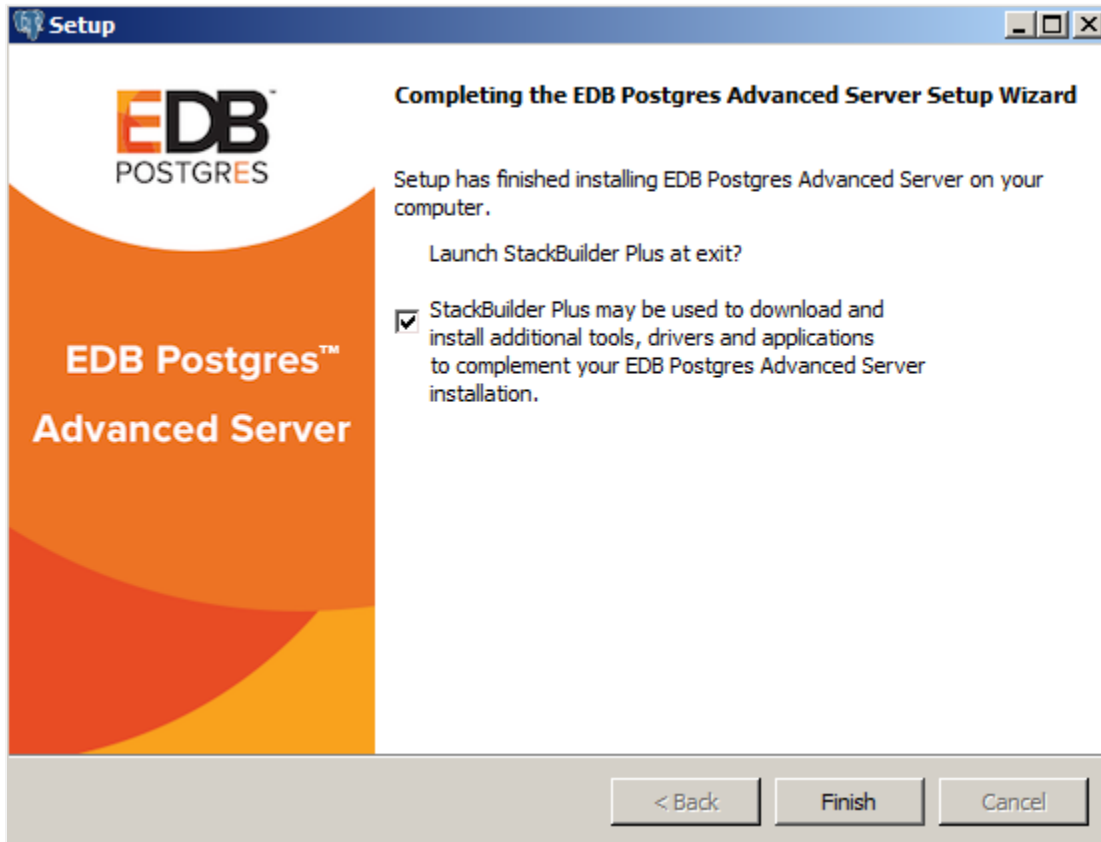 Setup
EDB™
POSTGRES
EDB Postgres™
Advanced Server
Completing the EDB Postgres Advanced Server Setup Wizard
Setup has finished installing EDB Postgres Advanced Server on your
computer.
Launch StackBuilder Plus at exit?
StackBuilder Plus may be used to download and
install additional tools, drivers and applications
to complement your EDB Postgres Advanced Server
installation.
< Back
Finish
Cancel